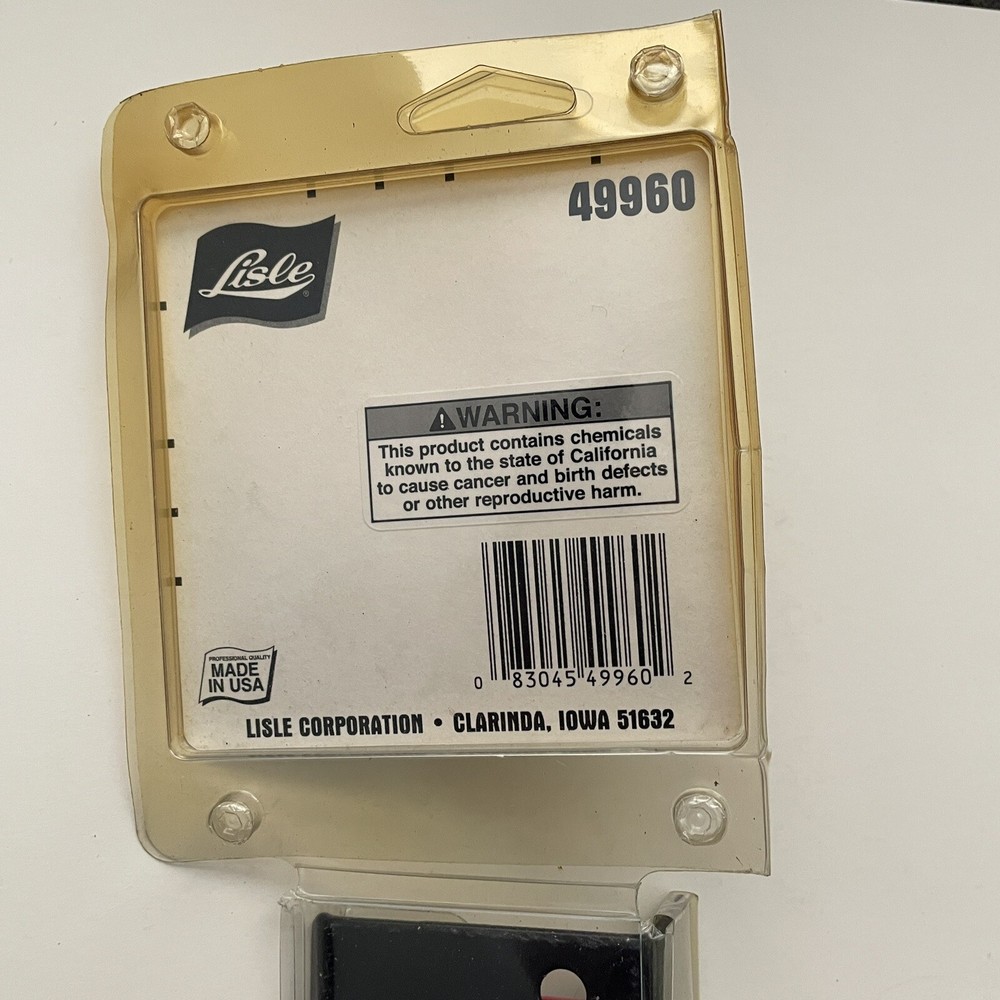 49960
Lisle
®
WARNING:
This product contains chemicals
known to the state of California
to cause cancer and birth defects
or other reproductive harm.
0 83045 49960 2
PROFESSIONAL QUALITY
MADE
IN USA
LISLE CORPORATION • CLARINDA, IOWA 51632